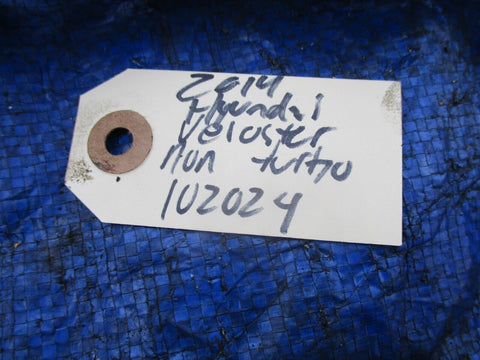 2014
Hyundai
Veloster
non turbo
102024